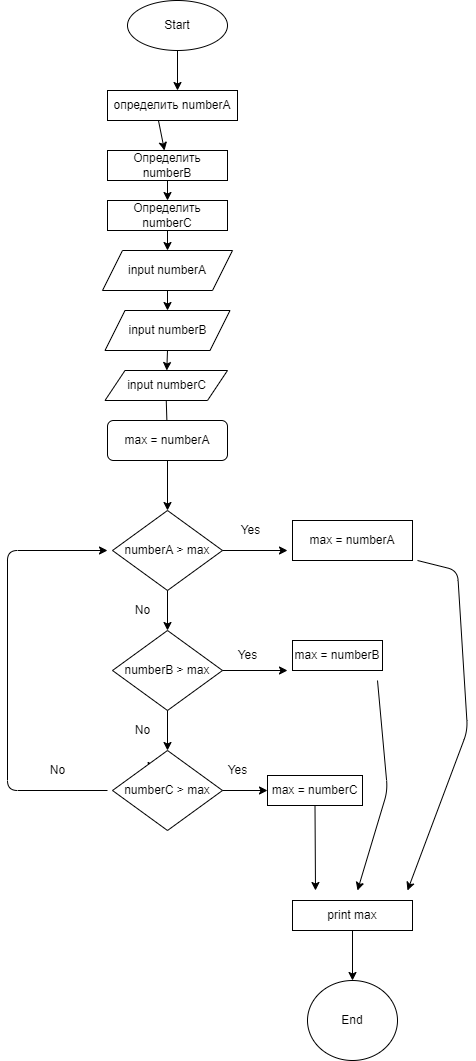 Start
определить numberA
Определить
numberB
Определить
numberC
input numberA
input numberB
input numberC
max = numberA
numberA > max
Yes
max = numberA
No
numberB > max
Yes
max = numberB
No
numberC > max
Yes
max = numberC
No
print max
End